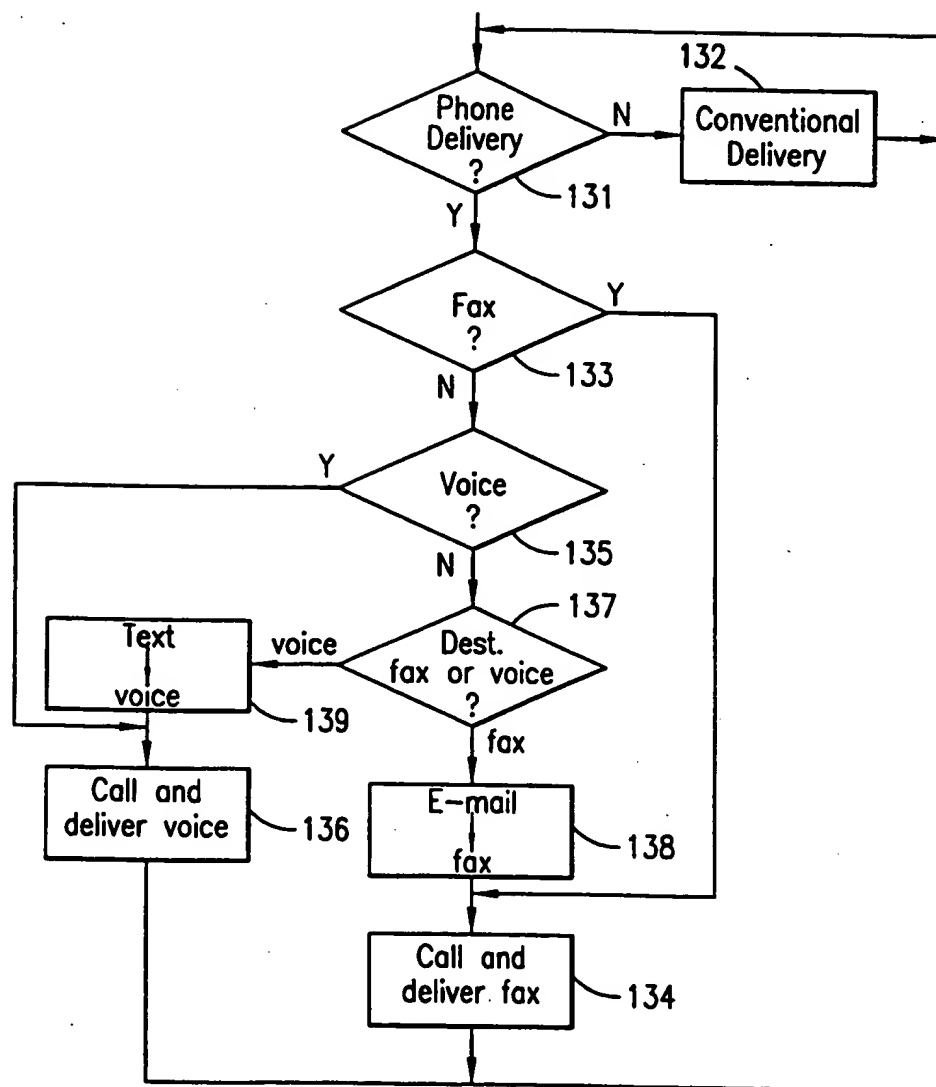 132
Phone
Delivery
?
N
Conventional
Delivery
131
Y
Fax
?
Y
133
N
Y
Voice
?
135
N
137
Text
voice
voice
Dest.
fax or voice
?
139
fax
Call and
deliver voice
136
E-mail
fax
138
Call and
deliver fax
134